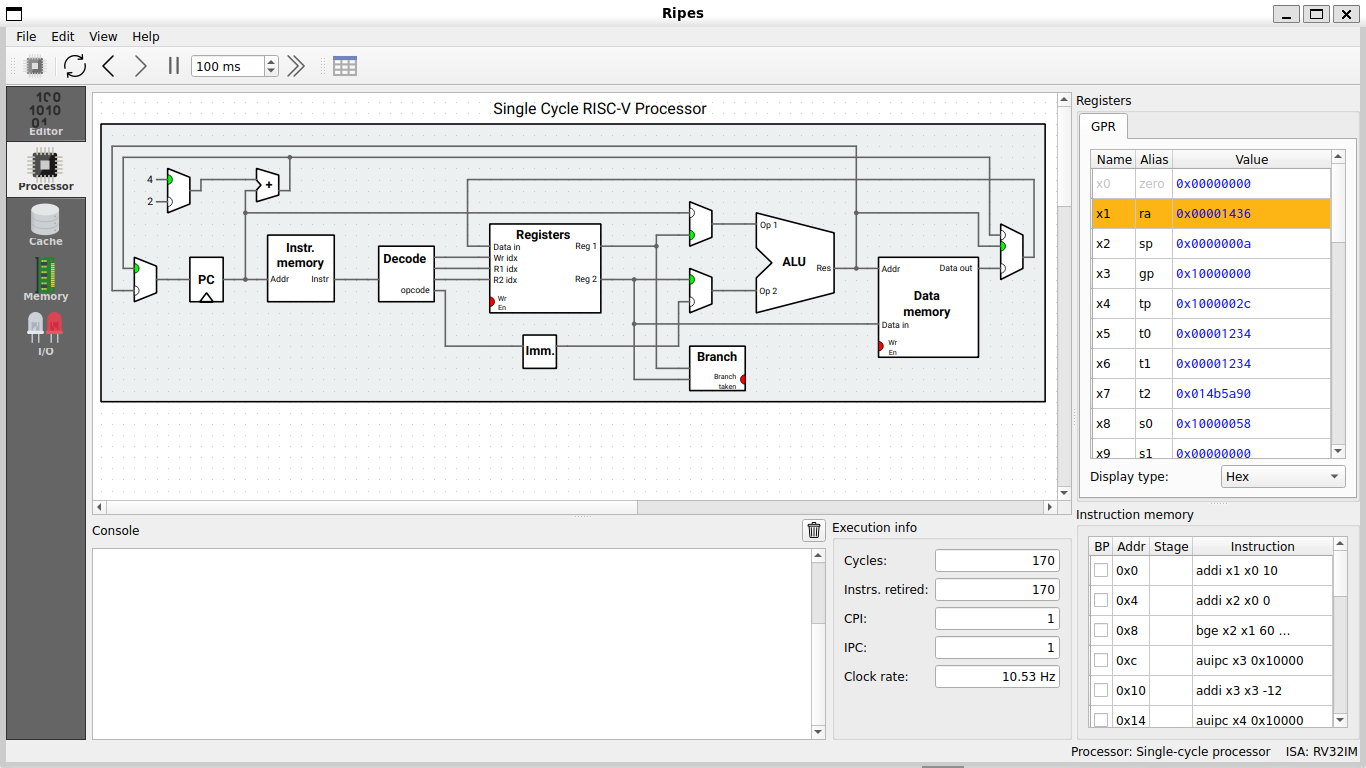 Ripes
File Edit View Help
100 ms
Editor
Processor
Cache
Memory
I/O
Single Cycle RISC-V Processor
4
2
+
PC
Instr. memory
Addr Instr
Decode
opcode
Registers
Data in
Wr idx
R1 idx
R2 idx
Wr En
Reg 1
Reg 2
Imm.
Op 1
Op 2
ALU
Res
Branch
Branch taken
Addr Data out
Data memory
Data in
Wr En
Registers
GPR
Name Alias Value
x0 zero 0x00000000
x1 ra 0x00001436
x2 sp 0x0000000a
x3 gp 0x10000000
x4 tp 0x1000002c
x5 t0 0x00001234
x6 t1 0x00001234
x7 t2 0x014b5a90
x8 s0 0x10000058
x9 s1 0x00000000
Display type: Hex
Console
Execution info
Cycles: 170
Instrs. retired: 170
CPI: 1
IPC: 1
Clock rate: 10.53 Hz
Instruction memory
BP Addr Stage Instruction
0x0 addi x1 x0 10
0x4 addi x2 x0 0
0x8 bge x2 x1 60 ...
0xc auipc x3 0x10000
0x10 addi x3 x3 -12
0x14 auipc x4 0x10000
Processor: Single-cycle processor ISA: RV32IM